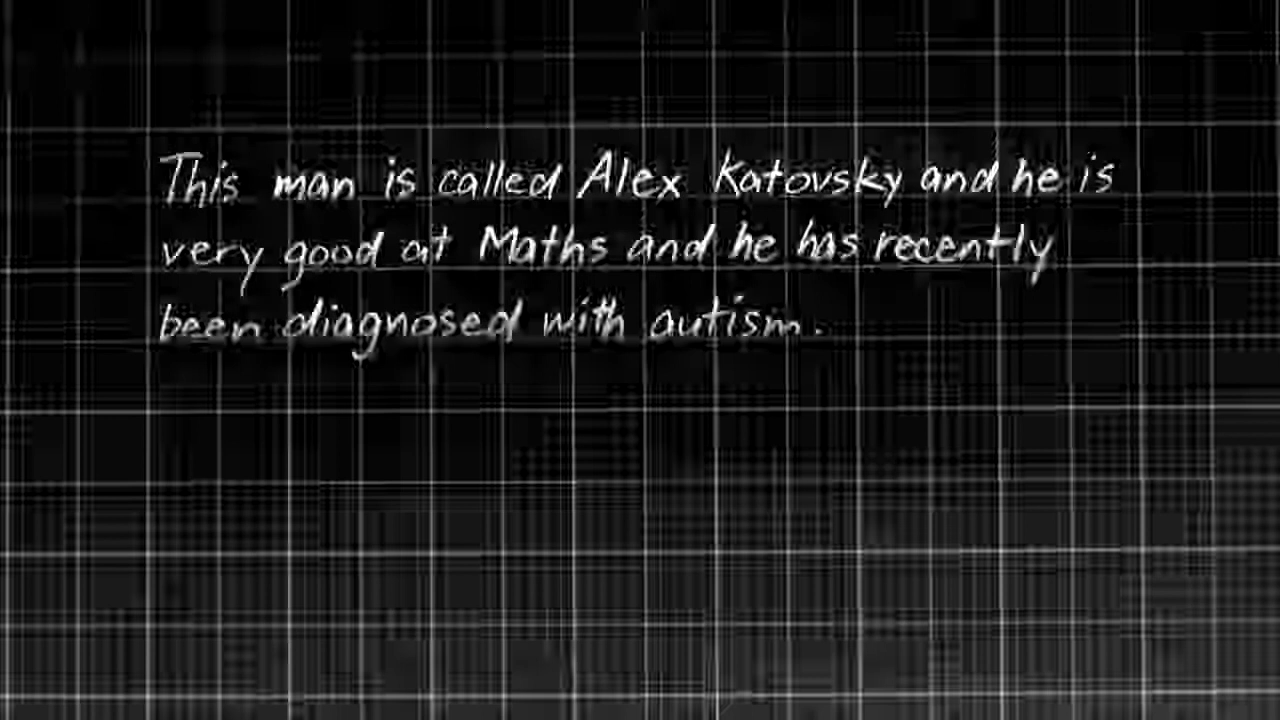 This man is called Alex Katovsky and he is
very good at Maths and he has recently
been diagnosed with autism.